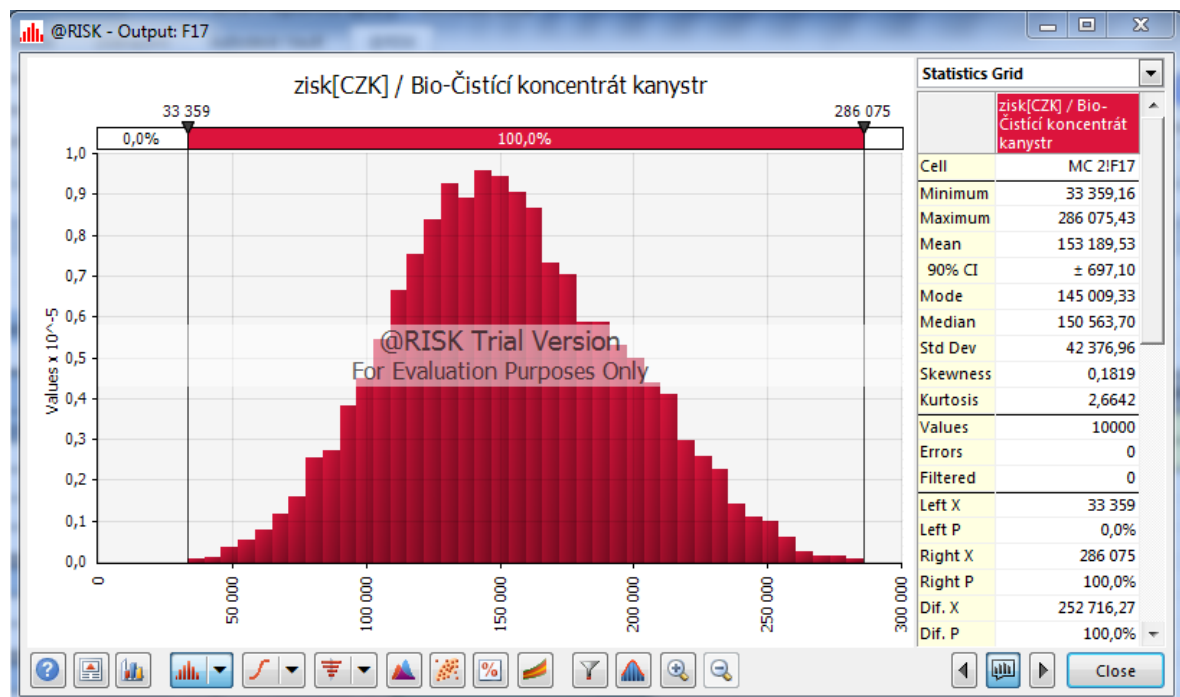 @RISK - Output: F17
zisk[CZK] / Bio-Čistící koncentrát kanystr
33 359
286 075
0,0%
100,0%
1,0
0,9
0,8
0,7
0,6
0,5
0,4
0,3
0,2
0,1
0,0
Values x 10^-5
@RISK Trial Version
For Evaluation Purposes Only
0
50 000
100 000
150 000
200 000
250 000
300 000
Statistics Grid
zisk[CZK] / Bio-
Čistící koncentrát
kanystr
Cell MC 2!F17
Minimum 33 359,16
Maximum 286 075,43
Mean 153 189,53
90% CI ± 697,10
Mode 145 009,33
Median 150 563,70
Std Dev 42 376,96
Skewness 0,1819
Kurtosis 2,6642
Values 10000
Errors 0
Filtered 0
Left X 33 359
Left P 0,0%
Right X 286 075
Right P 100,0%
Dif. X 252 716,27
Dif. P 100,0%
?
%
Close